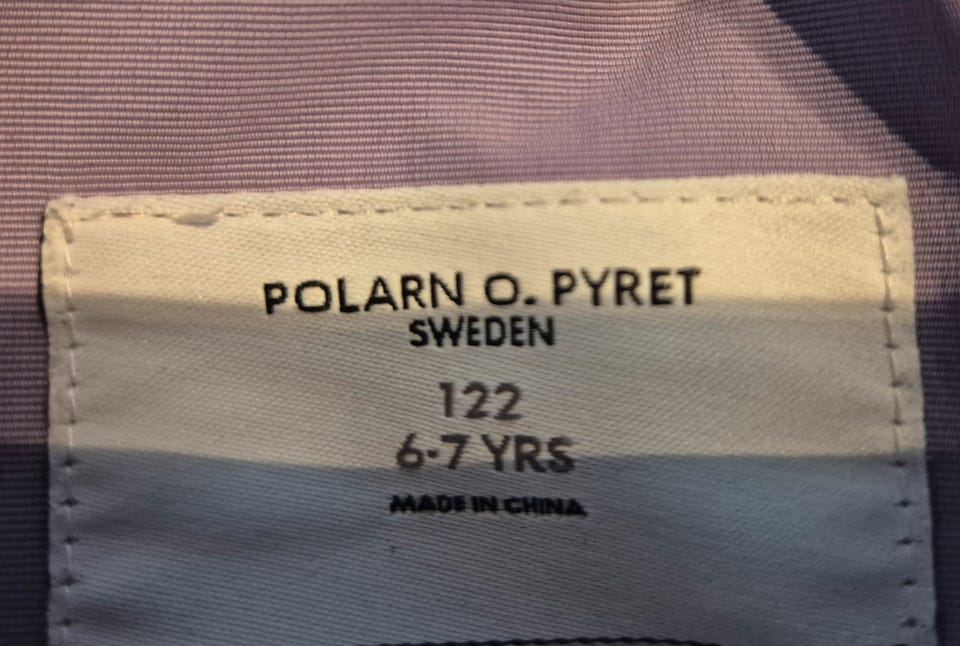 POLARN O. PYRET
SWEDEN
122
6-7 YRS
MADE IN CHINA